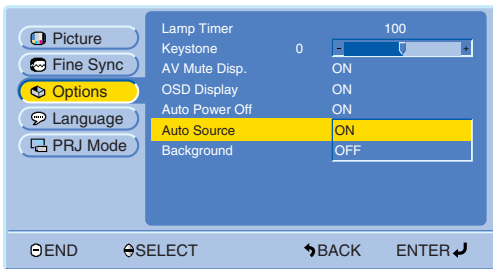 Picture
Fine Sync
Options
Language
PRJ Mode
Lamp Timer 100
Keystone 0 - +
AV Mute Disp. ON
OSD Display ON
Auto Power Off ON
Auto Source ON
Background OFF
END SELECT BACK ENTER